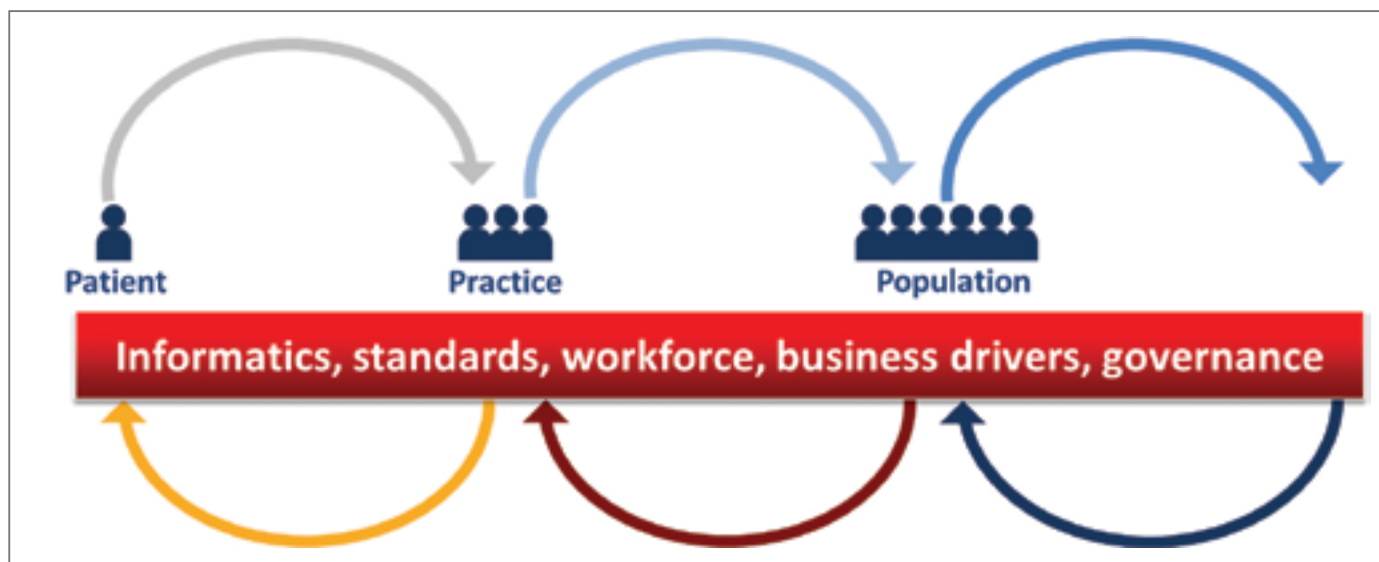 Patient
Practice
Population
Informatics, standards, workforce, business drivers, governance